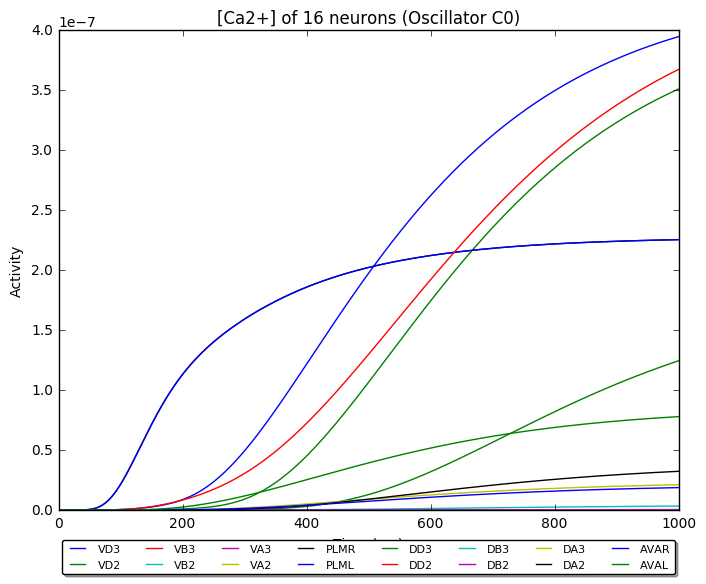 [Ca2+] of 16 neurons (Oscillator C0)
1e−7
4.0
3.5
3.0
2.5
2.0
1.5
1.0
0.5
0.0
Activity
0 200 400 600 800 1000
VD3 VB3 VA3 PLMR DD3 DB3 DA3 AVAR
VD2 VB2 VA2 PLML DD2 DB2 DA2 AVAL